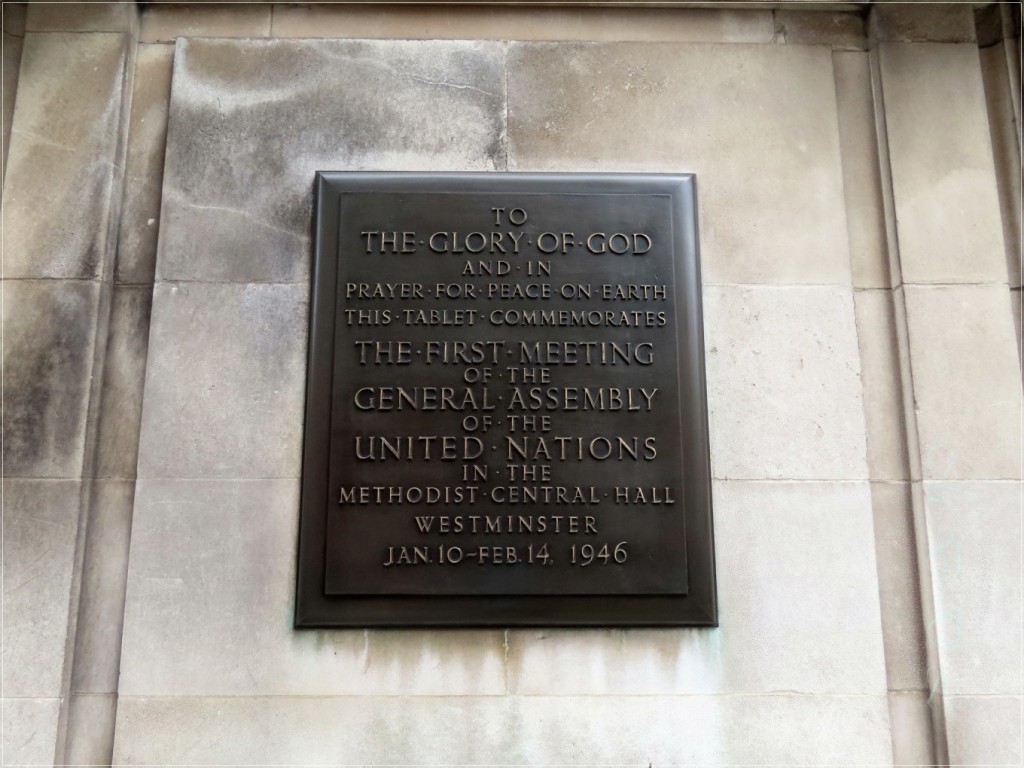 TO
THE·GLORY·OF·GOD
AND·IN
PRAYER·FOR·PEACE·ON·EARTH
THIS·TABLET·COMMEMORATES
THE·FIRST·MEETING
OF·THE
GENERAL·ASSEMBLY
OF·THE
UNITED·NATIONS
IN·THE
METHODIST·CENTRAL·HALL
WESTMINSTER
JAN.10–FEB.14, 1946